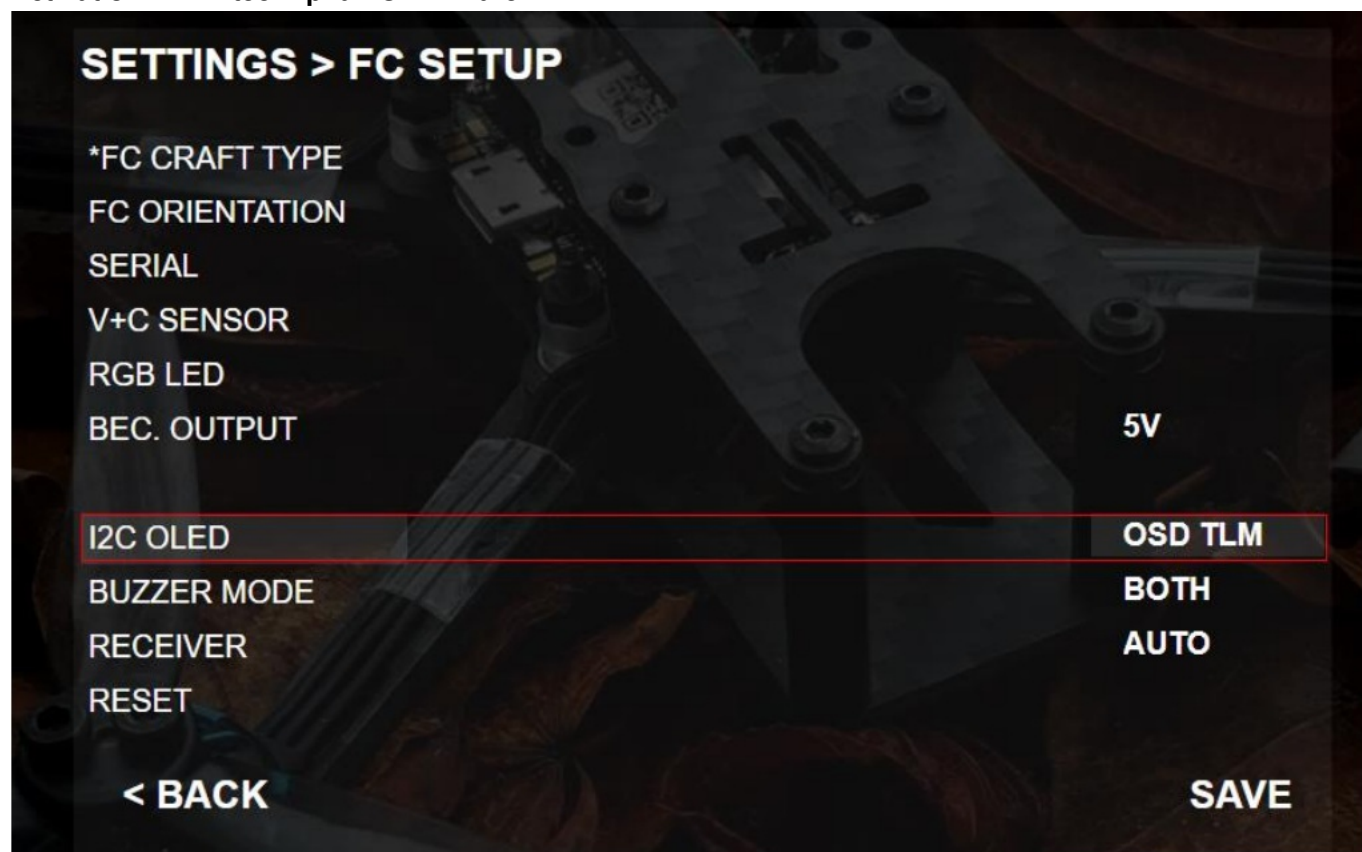 SETTINGS > FC SETUP
*FC CRAFT TYPE
FC ORIENTATION
SERIAL
V+C SENSOR
RGB LED
BEC. OUTPUT 5V
I2C OLED OSD TLM
BUZZER MODE BOTH
RECEIVER AUTO
RESET
< BACK SAVE